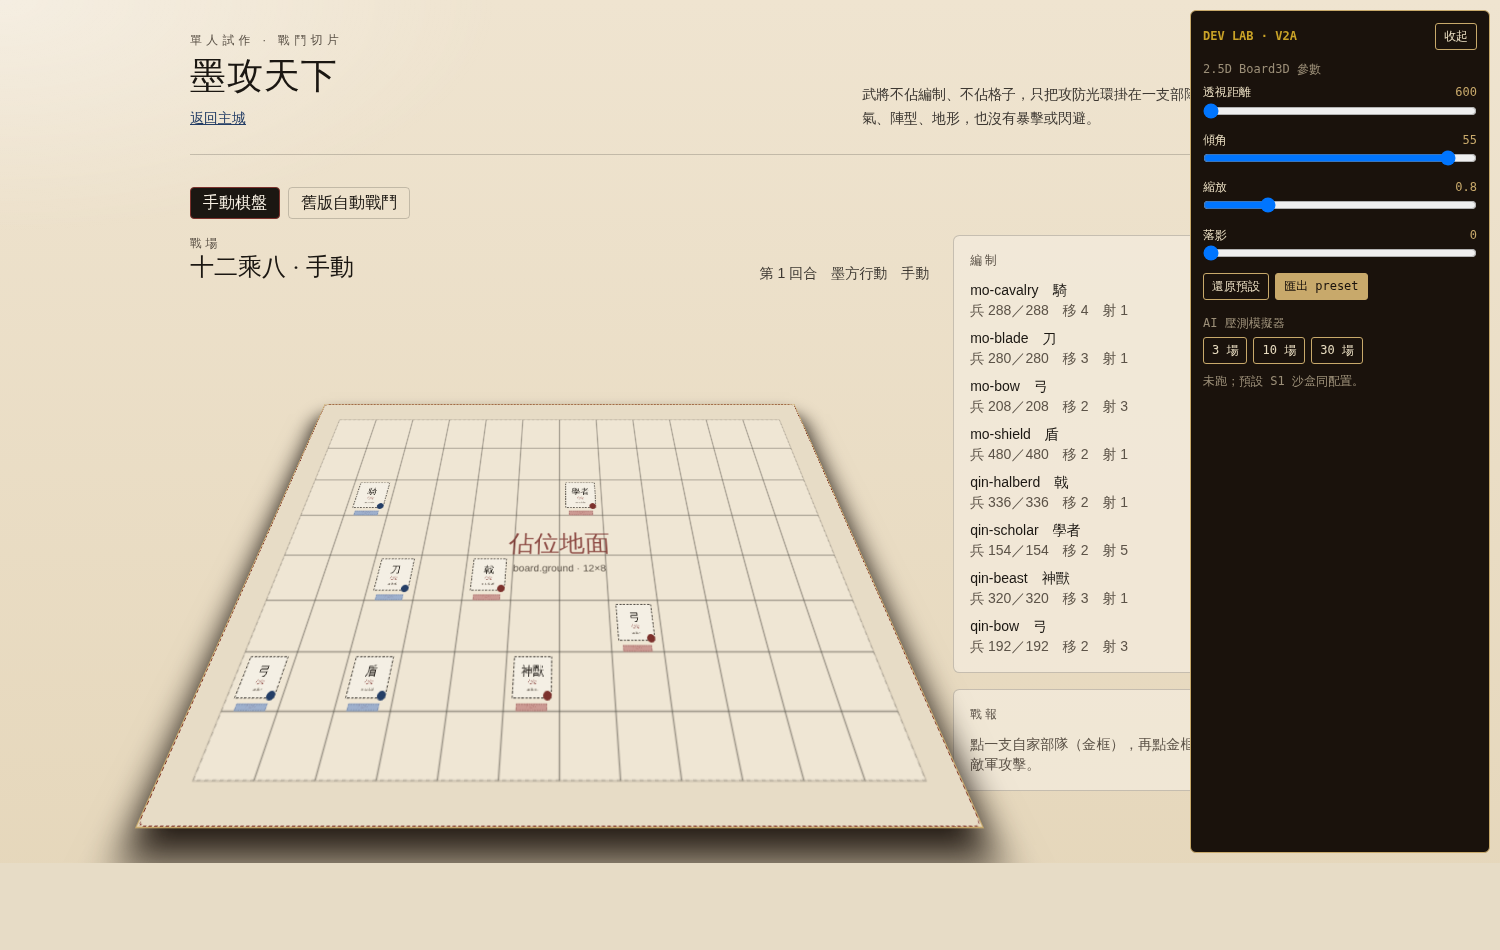 單人試作 · 戰鬥切片
墨攻天下
返回主城
武將不佔編制、不佔格子，只把攻防光環掛在一支部隊
氣、陣型、地形，也沒有暴擊或閃避。
手動棋盤
舊版自動戰鬥
戰場
十二乘八 · 手動
第 1 回合 墨方行動 手動
騎
學者
佔位地面
board.ground · 12×8
刀
戟
弓
弓
盾
神獸
編制
mo-cavalry 騎
兵 288／288 移 4 射 1
mo-blade 刀
兵 280／280 移 3 射 1
mo-bow 弓
兵 208／208 移 2 射 3
mo-shield 盾
兵 480／480 移 2 射 1
qin-halberd 戟
兵 336／336 移 2 射 1
qin-scholar 學者
兵 154／154 移 2 射 5
qin-beast 神獸
兵 320／320 移 3 射 1
qin-bow 弓
兵 192／192 移 2 射 3
戰報
點一支自家部隊（金框），再點金框
敵軍攻擊。
DEV LAB · V2A
收起
2.5D Board3D 參數
透視距離 600
傾角 55
縮放 0.8
落影 0
還原預設
匯出 preset
AI 壓測模擬器
3 場
10 場
30 場
未跑；預設 S1 沙盒同配置。